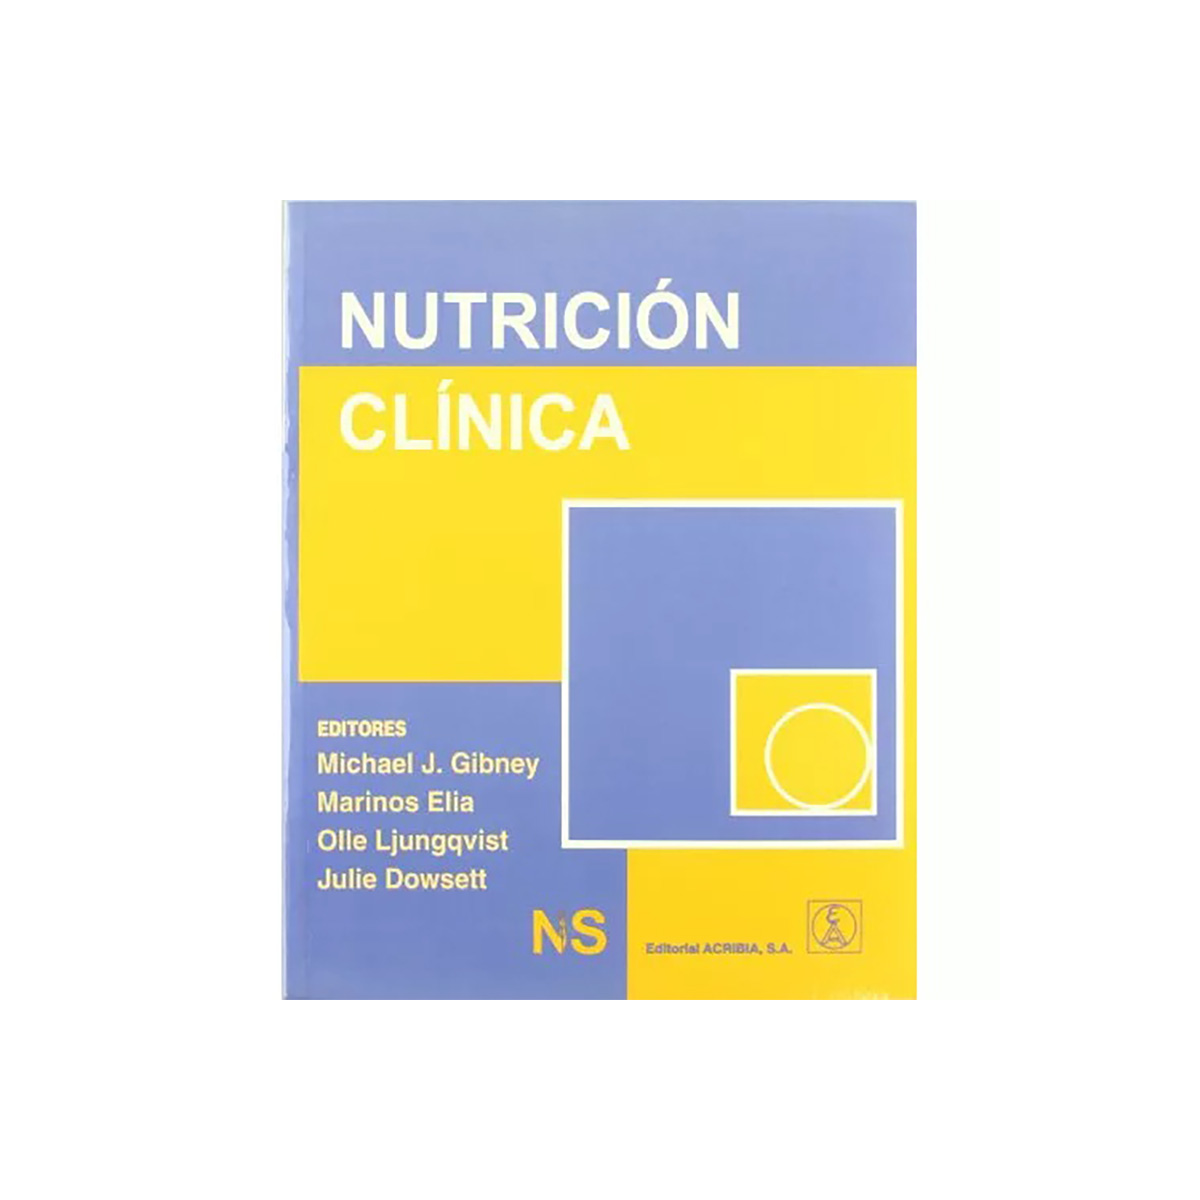 NUTRICIÓN
CLÍNICA
EDITORES
Michael J. Gibney
Marinos Elia
Olle Ljungqvist
Julie Dowsett
NS
Editorial ACRIBIA, S.A.